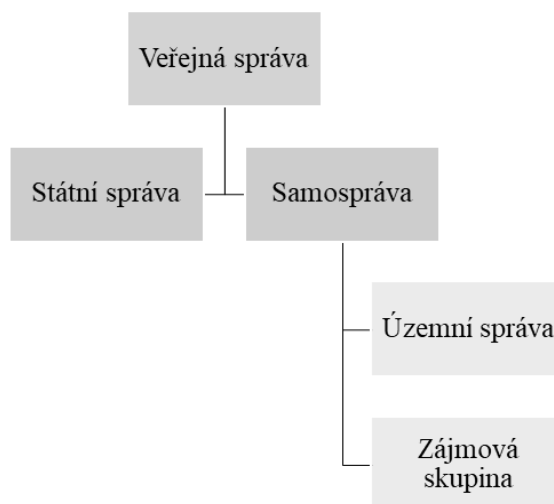 Veřejná správa
Státní správa
Samospráva
Územní správa
Zájmová
skupina